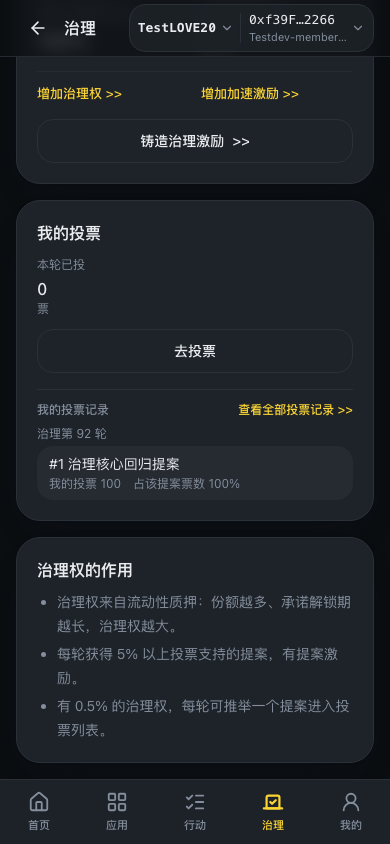 治理
TestLOVE20
0xf39F…2266
Testdev-member...
增加治理权 >>
增加加速激励 >>
铸造治理激励 >>
我的投票
本轮已投
0
票
去投票
我的投票记录
查看全部投票记录 >>
治理第 92 轮
#1 治理核心回归提案
我的投票 100 占该提案票数 100%
治理权的作用
• 治理权来自流动性质押：份额越多、承诺解锁期
越长，治理权越大。
• 每轮获得 5% 以上投票支持的提案，有提案激
励。
• 有 0.5% 的治理权，每轮可推举一个提案进入投
票列表。
首页
应用
行动
治理
我的